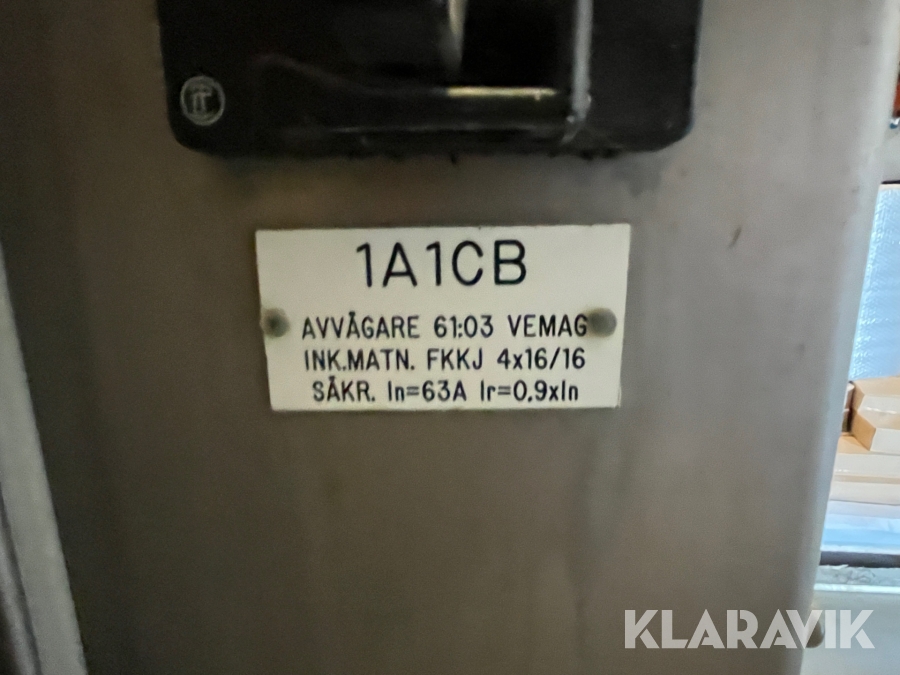 1A1CB
AVVÅGARE 61:03 VEMAG
INK.MATN. FKKJ 4x16/16
SÅKR. In=63A Ir=0,9xIn
KLARAVIK